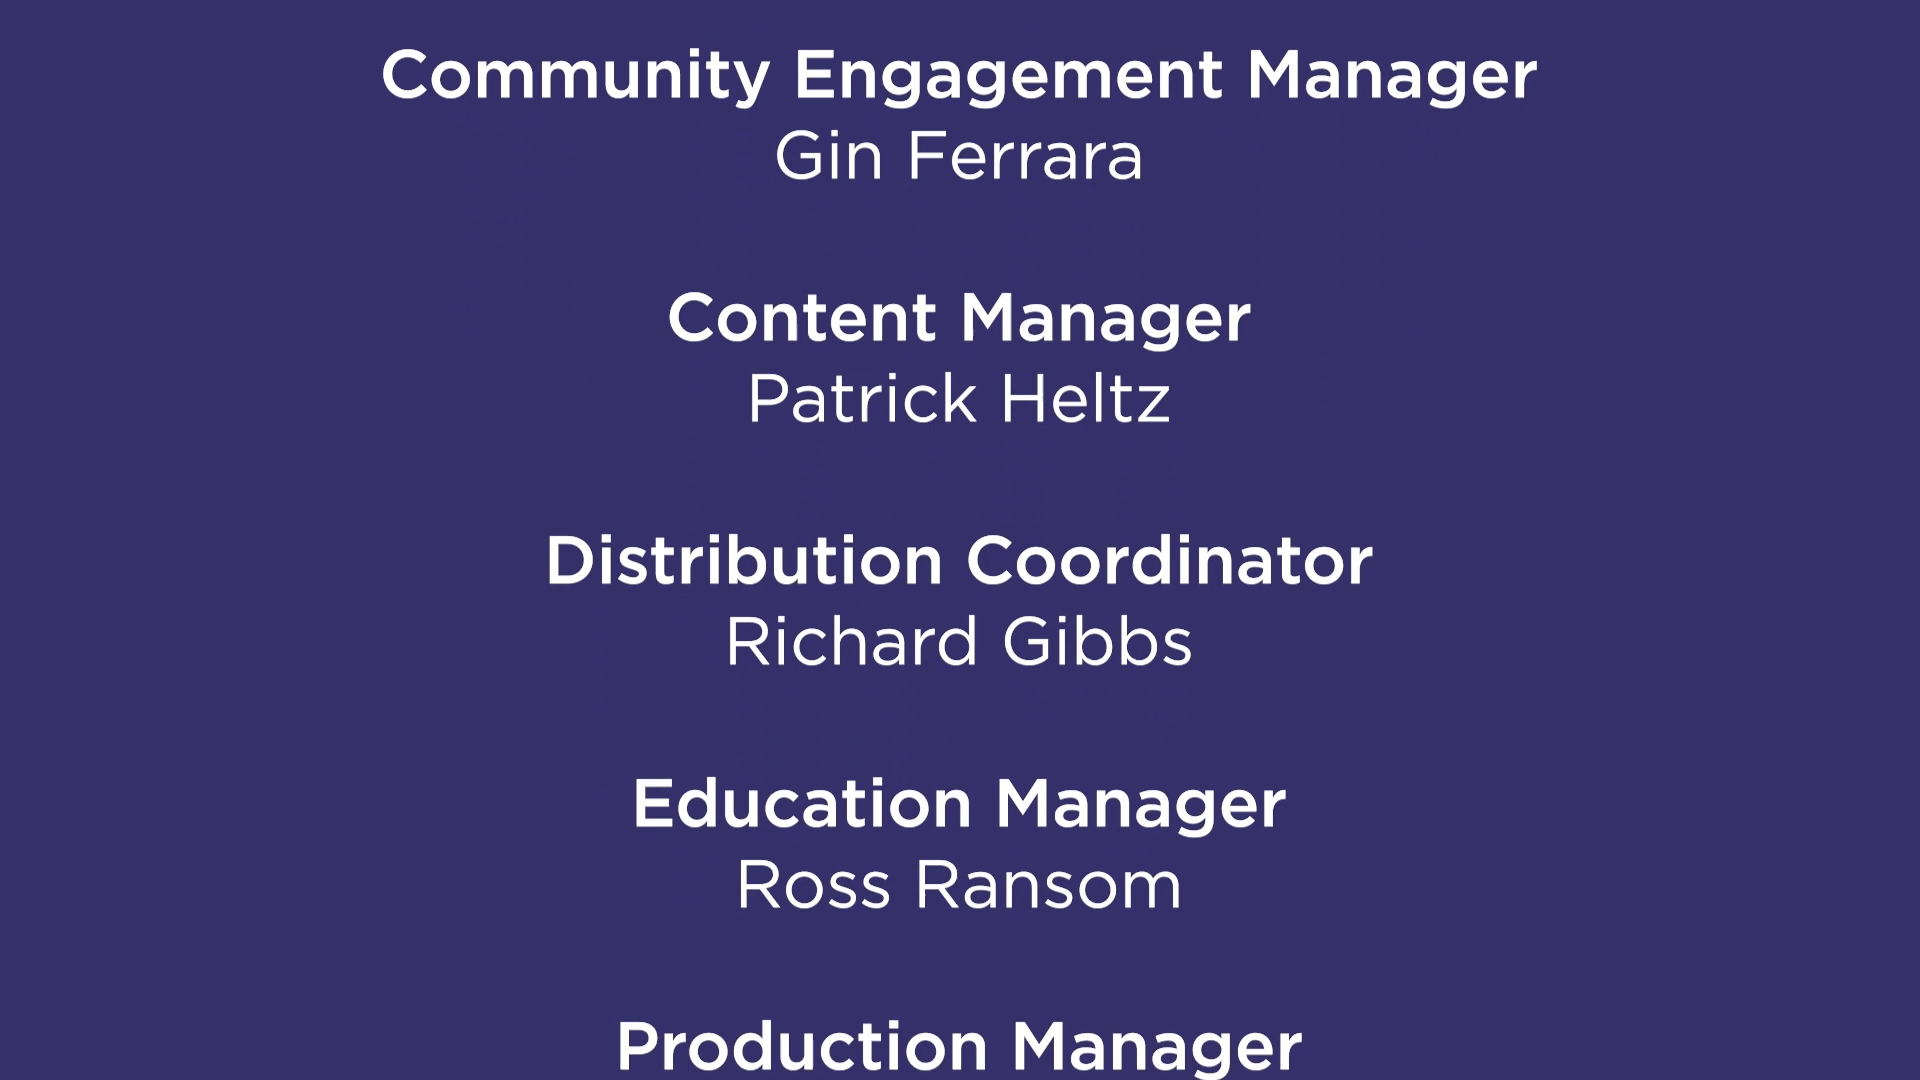 Community Engagement Manager
Gin Ferrara
Content Manager
Patrick Heltz
Distribution Coordinator
Richard Gibbs
Education Manager
Ross Ransom
Production Manager